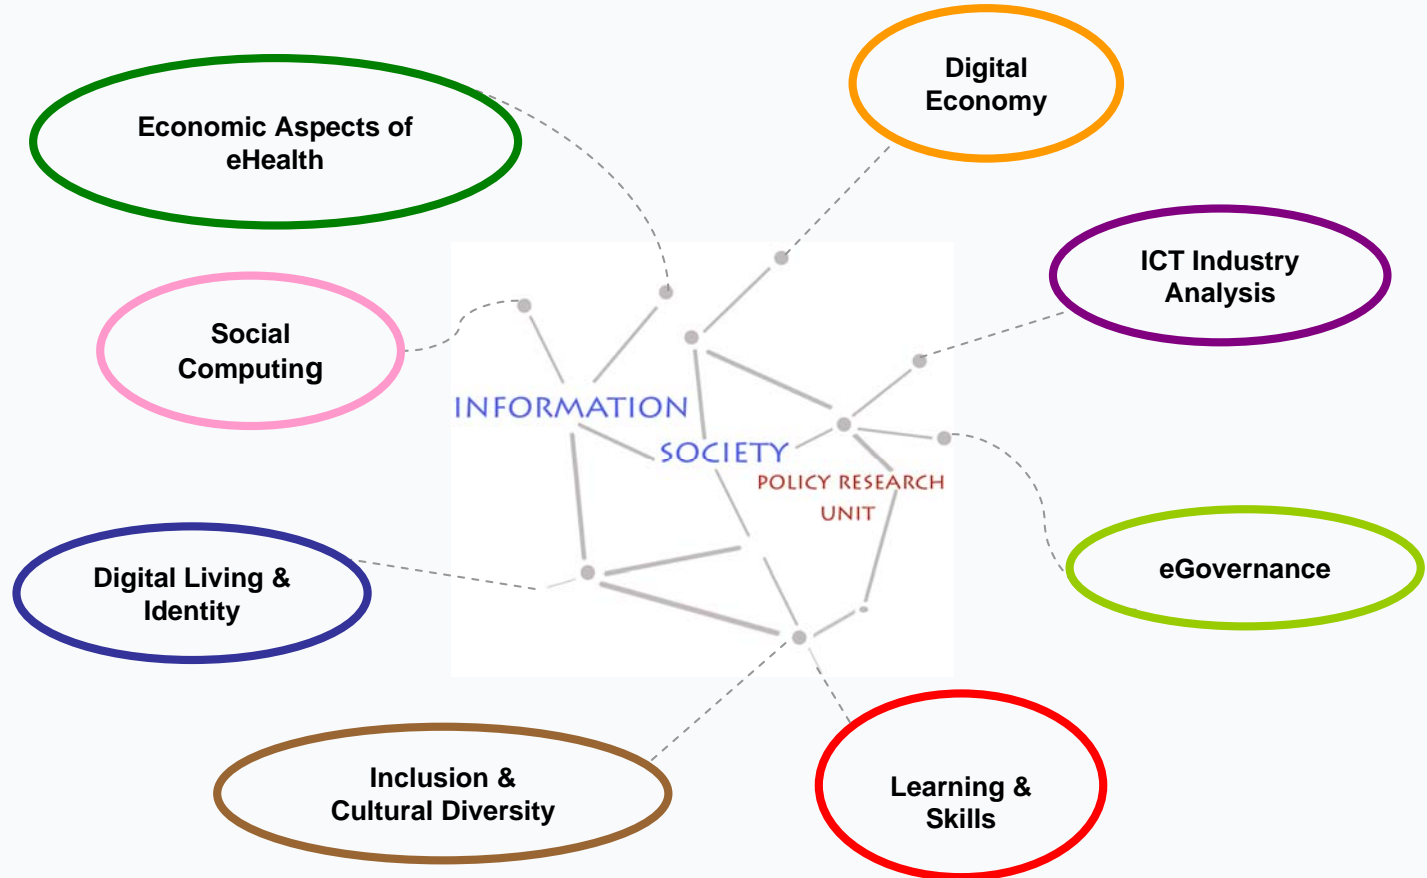 Digital
Economy
Economic Aspects of
eHealth
ICT Industry
Analysis
Social
Computing
INFORMATION
SOCIETY
POLICY RESEARCH
UNIT
Digital Living &
Identity
eGovernance
Inclusion &
Cultural Diversity
Learning &
Skills